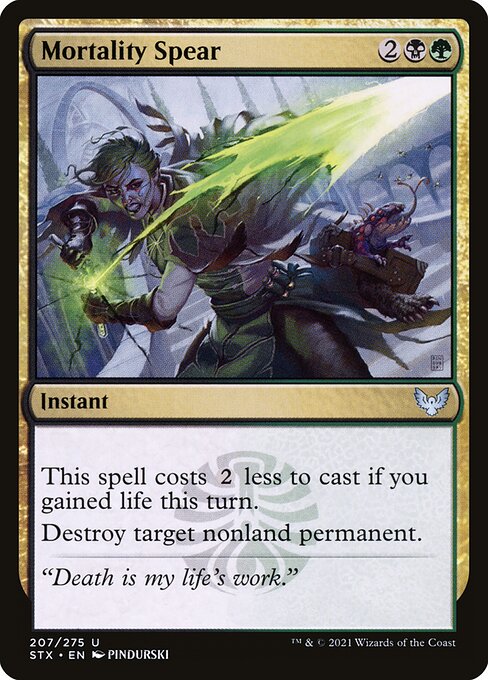 Mortality Spear 2
Instant
This spell costs 2 less to cast if you
gained life this turn.
Destroy target nonland permanent.
“Death is my life’s work.”
207/275 U
STX • EN PINDURSKI
™ & © 2021 Wizards of the Coast